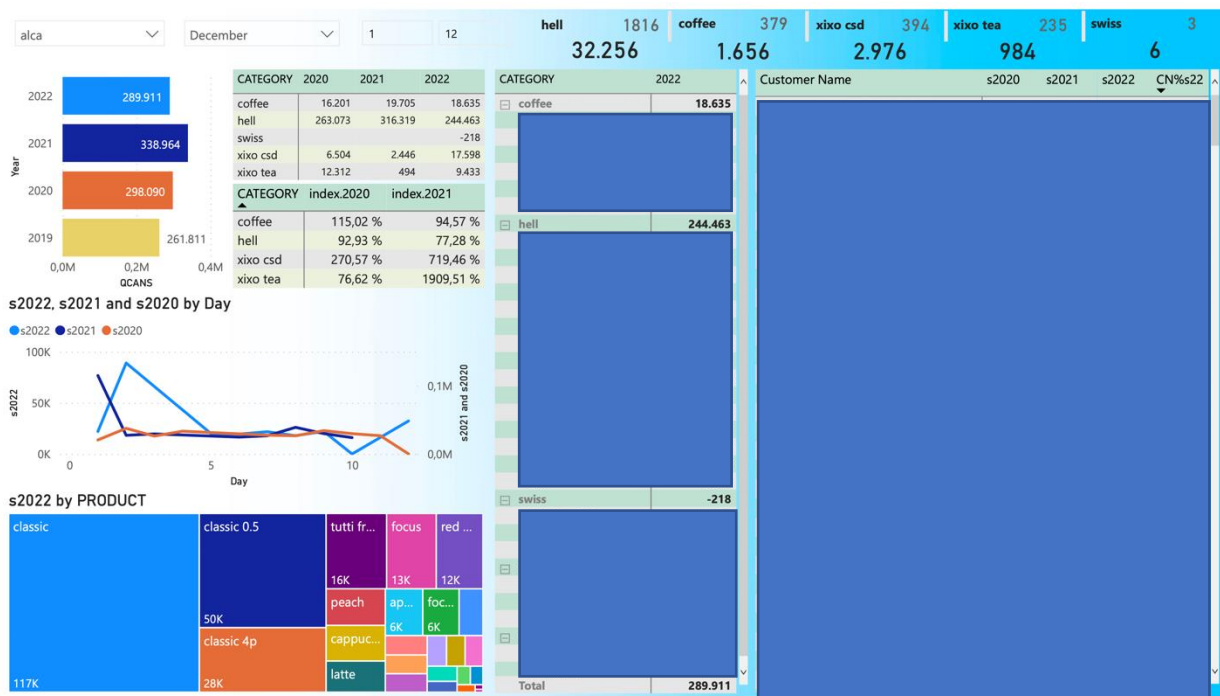 alca
December
1
12
hell 1816
32.256
coffee 379
1.656
xixo csd 394
2.976
xixo tea 235
984
swiss 3
6
Year
2022 289.911
2021 338.964
2020 298.090
2019 261.811
0,0M 0,2M 0,4M
QCANS
CATEGORY 2020 2021 2022
coffee 16.201 19.705 18.635
hell 263.073 316.319 244.463
swiss -218
xixo csd 6.504 2.446 17.598
xixo tea 12.312 494 9.433
CATEGORY index.2020 index.2021
coffee 115,02 % 94,57 %
hell 92,93 % 77,28 %
xixo csd 270,57 % 719,46 %
xixo tea 76,62 % 1909,51 %
s2022, s2021 and s2020 by Day
s2022 s2021 s2020
s2022
100K
50K
0K
0 5 10
Day
0,1M
0,0M
s2021 and s2020
s2022 by PRODUCT
classic
117K
classic 0.5
50K
classic 4p
28K
tutti fr...
16K
focus
13K
red ...
12K
peach
ap...
6K
foc...
6K
cappuc...
latte
CATEGORY 2022
coffee 18.635
hell 244.463
swiss -218
Total 289.911
Customer Name s2020 s2021 s2022 CN%s22